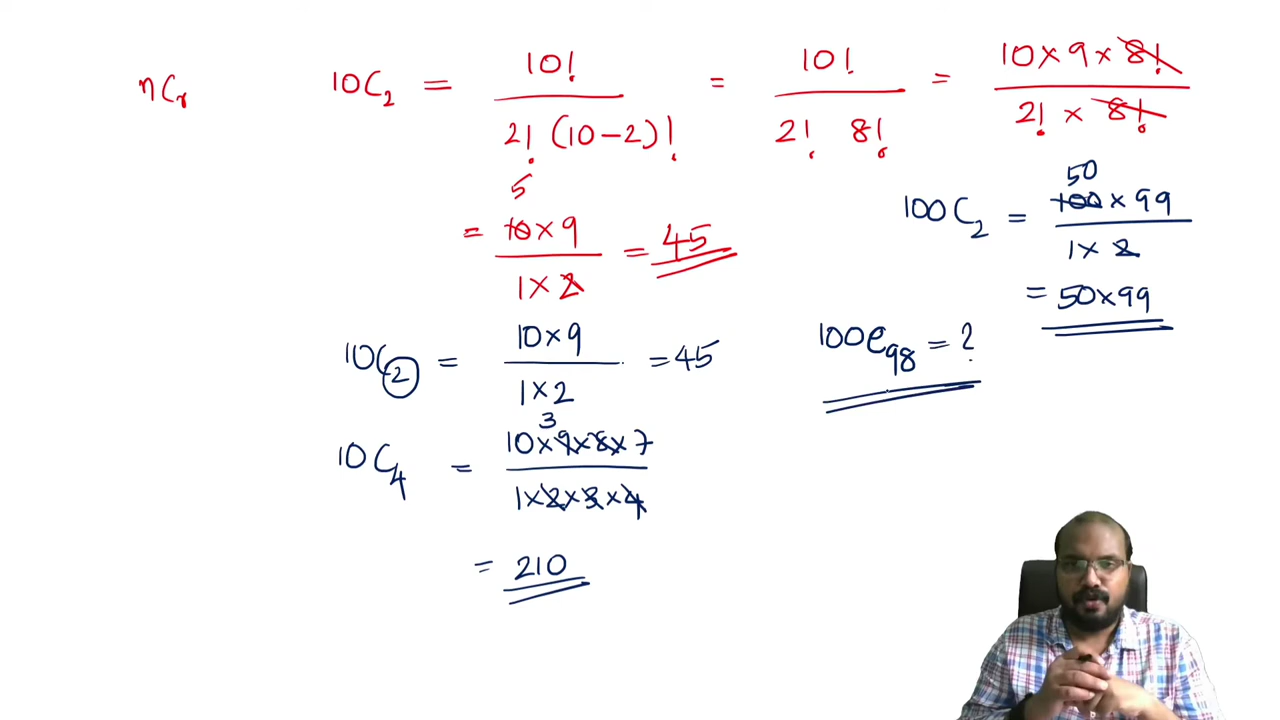 nCr 10C2 = 10! / 2! (10-2)! = 10! / 2! 8! = 10 × 9 × 8! / 2! × 8!
5
= 10 × 9 / 1 × 2 = 45
50
100C2 = 100 × 99 / 1 × 2
= 50×99
10C2 = 10 × 9 / 1 × 2 = 45
100C98 = ?
3
10C4 = 10×9×8×7 / 1×2×3×4
= 210